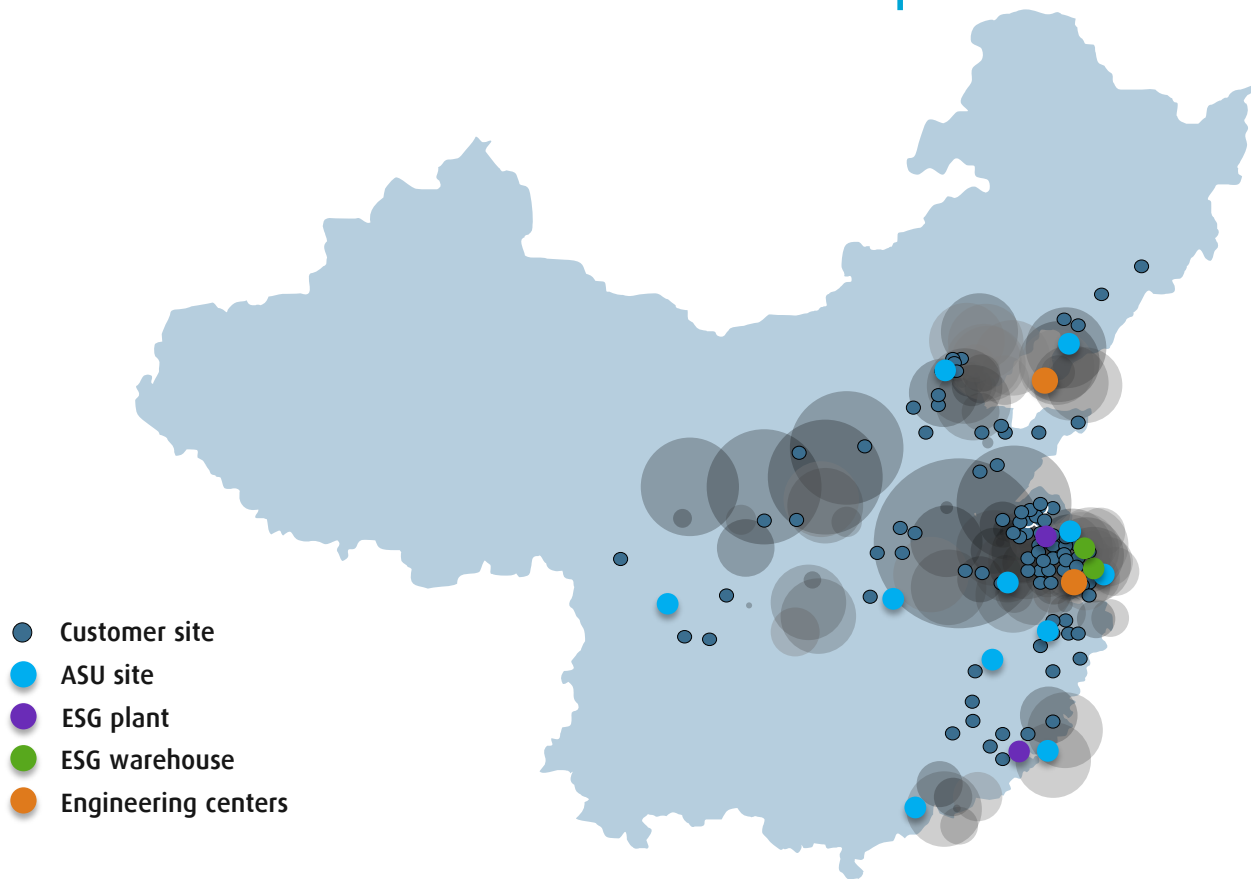 Customer site
ASU site
ESG plant
ESG warehouse
Engineering centers